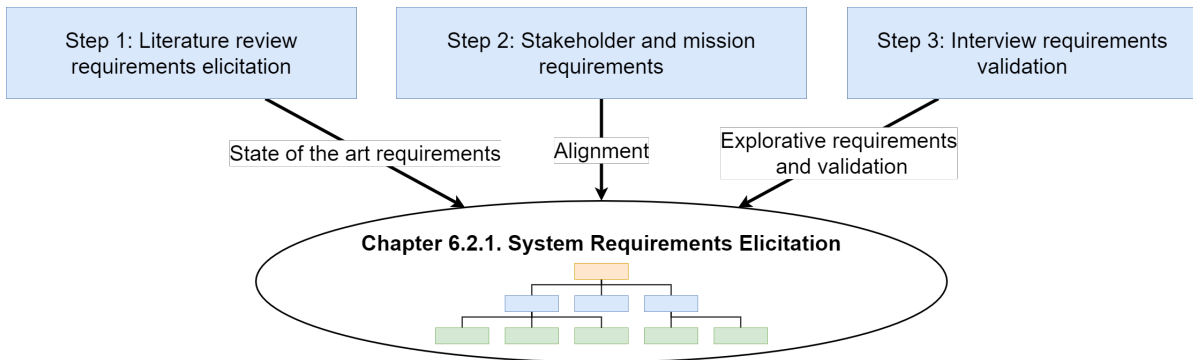 Step 1: Literature review
requirements elicitation
Step 2: Stakeholder and mission
requirements
Step 3: Interview requirements
validation
State of the art requirements
Alignment
Explorative requirements
and validation
Chapter 6.2.1. System Requirements Elicitation